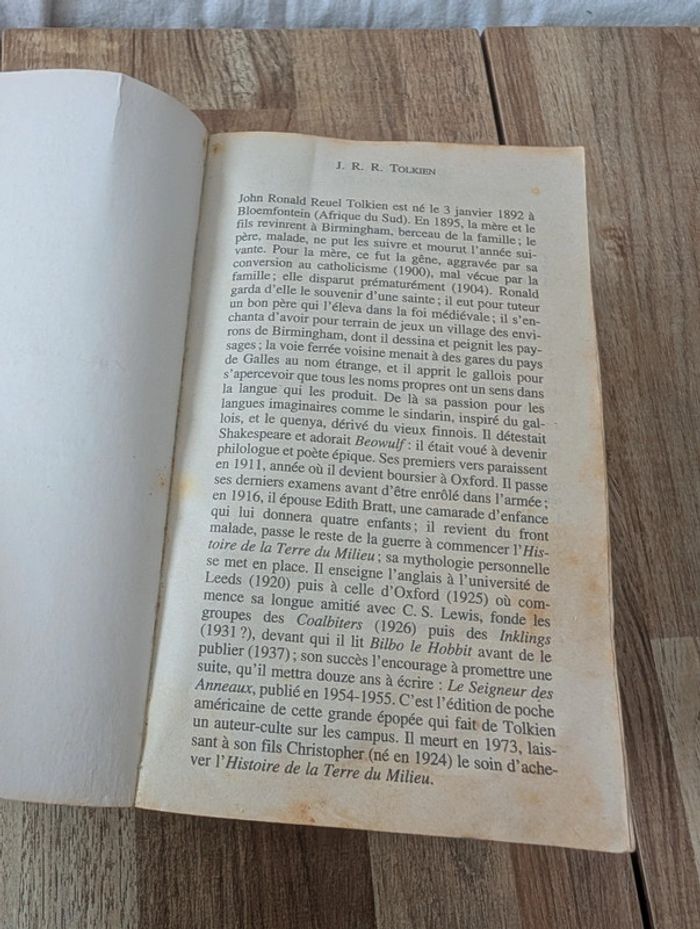 J. R. R. TOLKIEN
John Ronald Reuel Tolkien est né le 3 janvier 1892 à
Bloemfontein (Afrique du Sud). En 1895, la mère et le
fils revinrent à Birmingham, berceau de la famille ; le
père, malade, ne put les suivre et mourut l'année sui-
vante. Pour la mère, ce fut la gêne, aggravée par sa
conversion au catholicisme (1900), mal vécue par la
famille ; elle disparut prématurément (1904). Ronald
garda d'elle le souvenir d'une sainte ; il eut pour tuteur
un bon père qui l'éleva dans la foi médiévale ; il s'en-
chanta d'avoir pour terrain de jeux un village des envi-
rons de Birmingham, dont il dessina et peignit les pay-
sages ; la voie ferrée voisine menait à des gares du pays
de Galles au nom étrange, et il apprit le gallois pour
s'apercevoir que tous les noms propres ont un sens dans
la langue qui les produit. De là sa passion pour les
langues imaginaires comme le sindarin, inspiré du gal-
lois, et le quenya, dérivé du vieux finnois. Il détestait
Shakespeare et adorait Beowulf : il était voué à devenir
philologue et poète épique. Ses premiers vers paraissent
en 1911, année où il devient boursier à Oxford. Il passe
ses derniers examens avant d'être enrôlé dans l'armée ;
en 1916, il épouse Edith Bratt, une camarade d'enfance
qui lui donnera quatre enfants ; il revient du front
malade, passe le reste de la guerre à commencer l'His-
toire de la Terre du Milieu ; sa mythologie personnelle
se met en place. Il enseigne l'anglais à l'université de
Leeds (1920) puis à celle d'Oxford (1925) où com-
mence sa longue amitié avec C. S. Lewis, fonde les
groupes des Coalbiters (1926) puis des Inklings
(1931 ?), devant qui il lit Bilbo le Hobbit avant de le
publier (1937) ; son succès l'encourage à promettre une
suite, qu'il mettra douze ans à écrire : Le Seigneur des
Anneaux, publié en 1954-1955. C'est l'édition de poche
américaine de cette grande épopée qui fait de Tolkien
un auteur-culte sur les campus. Il meurt en 1973, lais-
sant à son fils Christopher (né en 1924) le soin d'ache-
ver l'Histoire de la Terre du Milieu.